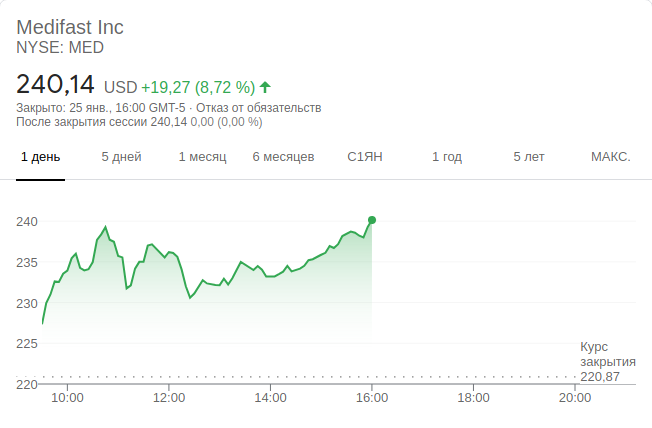 Medifast Inc
NYSE: MED
240,14 USD +19,27 (8,72 %)
Закрыто: 25 янв., 16:00 GMT-5 · Отказ от обязательств
После закрытия сессии 240,14 0,00 (0,00 %)
1 день 5 дней 1 месяц 6 месяцев С1ЯН 1 год 5 лет МАКС.
240
235
230
225
Курс
закрытия
220,87
220
10:00 12:00 14:00 16:00 18:00 20:00